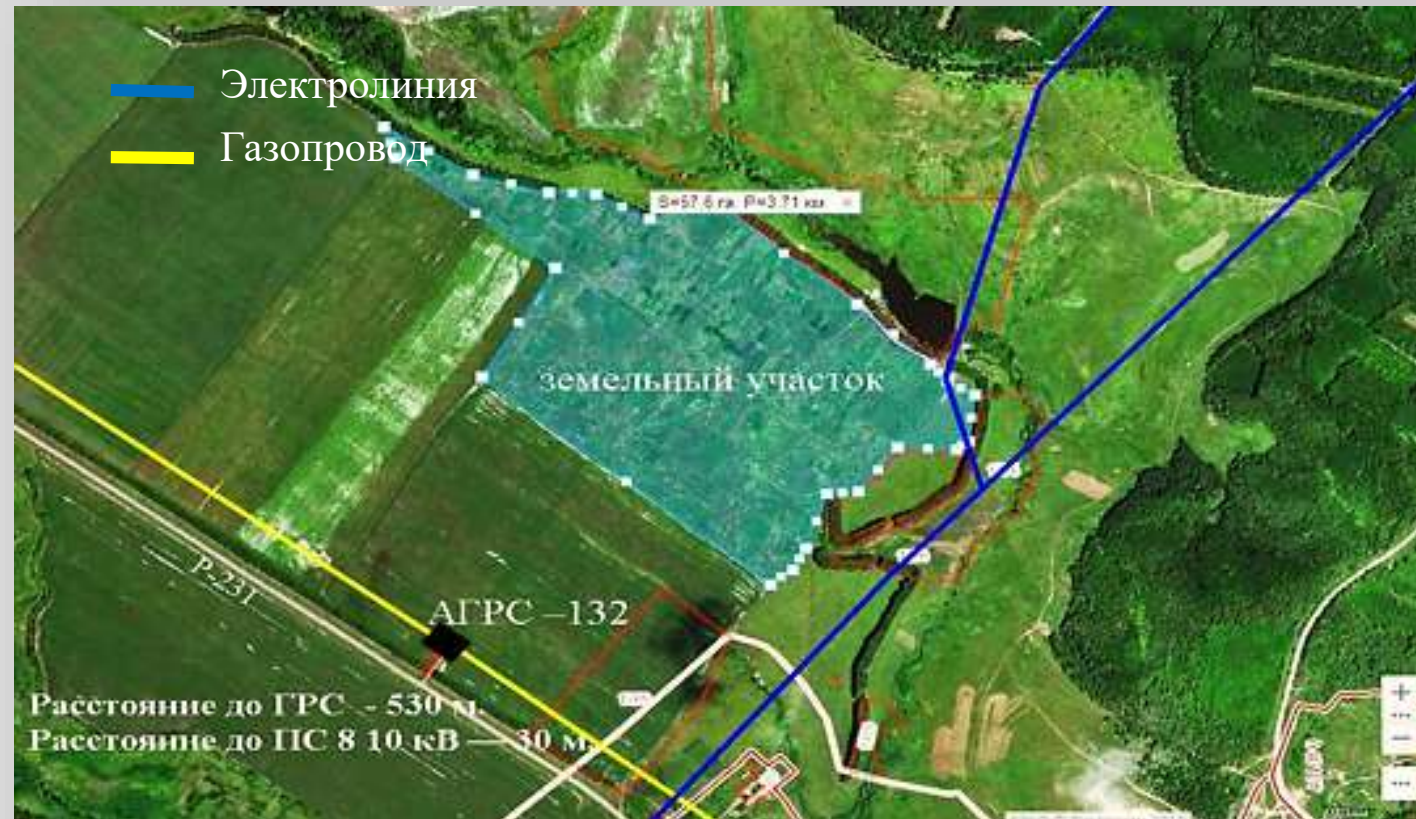 Электролиния
Газопровод
S=57.6 га P=3.71 км
земельный участок
Р-231
АГРС –132
Расстояние до ГРС - 530 м.
Расстояние до ПС 8 10 кВ — 30 м.